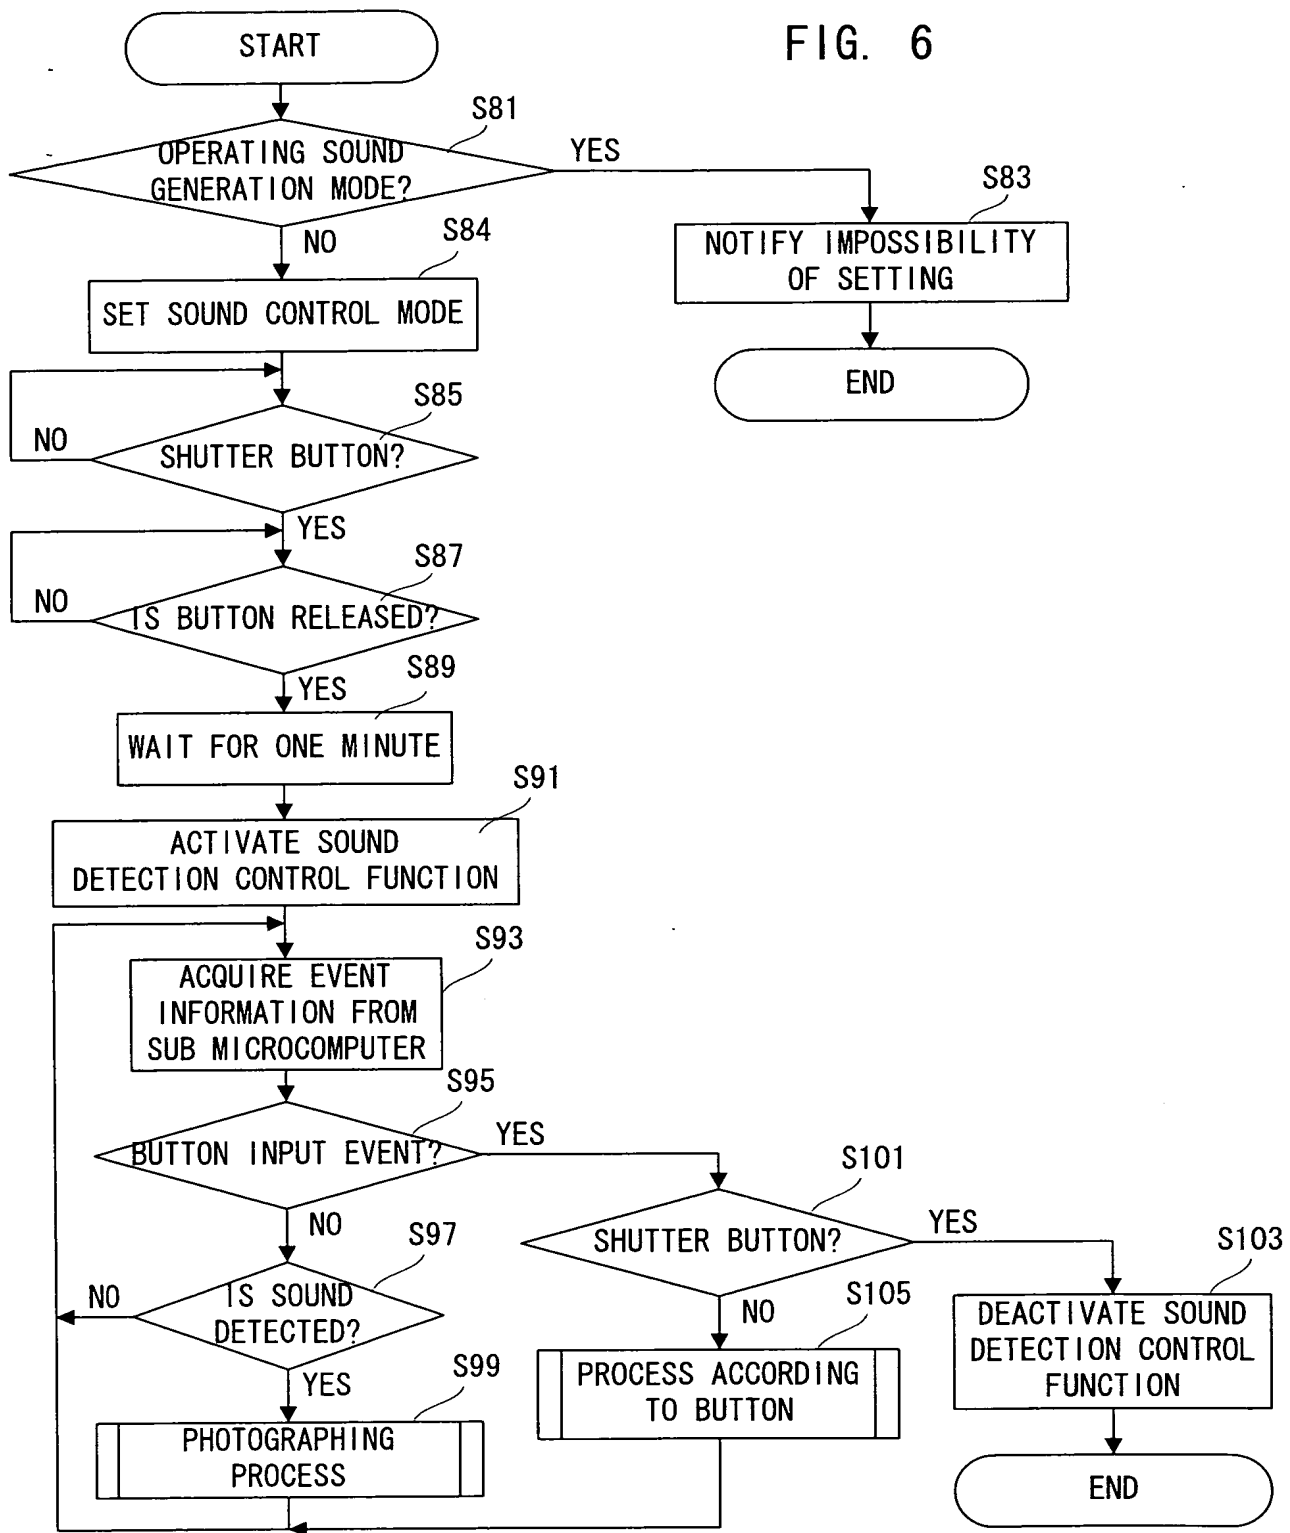 FIG. 6
START
S81
OPERATING SOUND
GENERATION MODE?
YES
S83
NOTIFY IMPOSSIBILITY
OF SETTING
END
NO
S84
SET SOUND CONTROL MODE
S85
NO
SHUTTER BUTTON?
YES
S87
NO
IS BUTTON RELEASED?
YES
S89
WAIT FOR ONE MINUTE
S91
ACTIVATE SOUND
DETECTION CONTROL FUNCTION
S93
ACQUIRE EVENT
INFORMATION FROM
SUB MICROCOMPUTER
S95
BUTTON INPUT EVENT?
YES
S101
SHUTTER BUTTON?
YES
S103
DEACTIVATE SOUND
DETECTION CONTROL
FUNCTION
END
NO
S97
NO
IS SOUND
DETECTED?
YES
S99
PHOTOGRAPHING
PROCESS
NO
S105
PROCESS ACCORDING
TO BUTTON